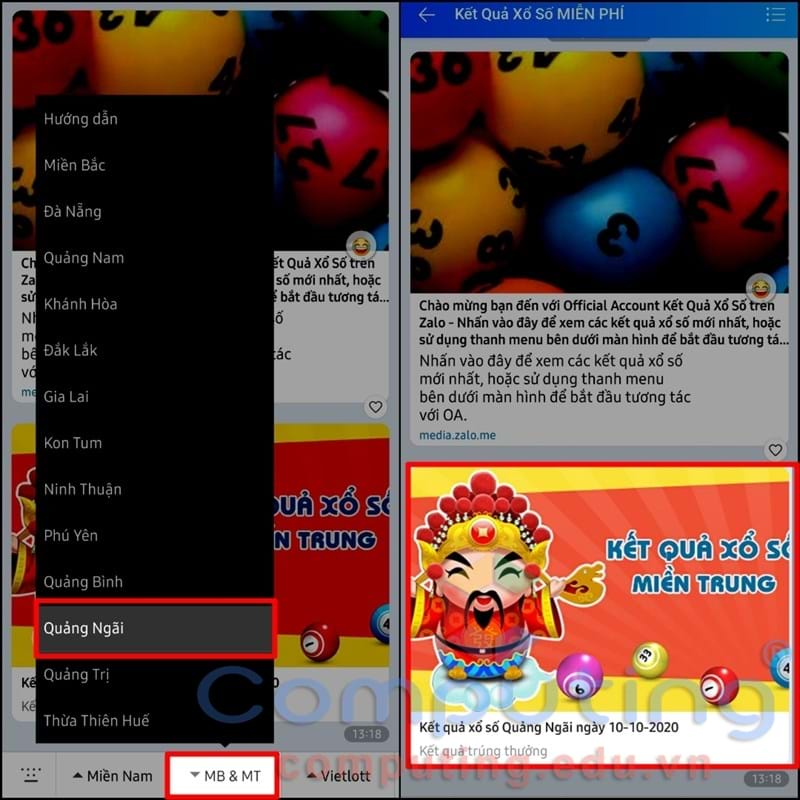 Hướng dẫn
Miền Bắc
Đà Nẵng
Quảng Nam
Khánh Hòa
Đắk Lắk
Gia Lai
Kon Tum
Ninh Thuận
Phú Yên
Quảng Bình
Quảng Ngãi
Quảng Trị
Thừa Thiên Huế
13:18
Miền Nam
MB & MT
Vietlott
Kết Quả Xổ Số MIỄN PHÍ
Chào mừng bạn đến với Official Account Kết Quả Xổ Số trên
Zalo - Nhấn vào đây để xem các kết quả xổ số mới nhất, hoặc
sử dụng thanh menu bên dưới màn hình để bắt đầu tương tá...
Nhấn vào đây để xem các kết quả xổ số
mới nhất, hoặc sử dụng thanh menu
bên dưới màn hình để bắt đầu tương tác
với OA.
media.zalo.me
KẾT QUẢ XỔ SỐ
MIỀN TRUNG
6
33
1
4
Kết quả xổ số Quảng Ngãi ngày 10-10-2020
Kết quả trúng thưởng
13:18
Computing
computing.edu.vn